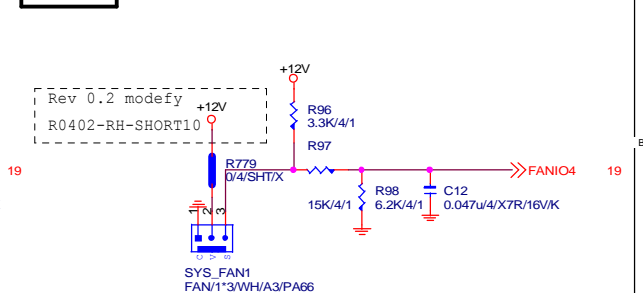 +12V
Rev 0.2 modefy
+12V
R0402-RH-SHORT10
R96
3.3K/4/1
B
R97
19
R779
0/4/SHT/X
FANIO4
19
15K/4/1
R98
6.2K/4/1
C12
0.047u/4/X7R/16V/K
1
2
3
C
V
S
SYS_FAN1
FAN/1*3/WH/A3/PA66